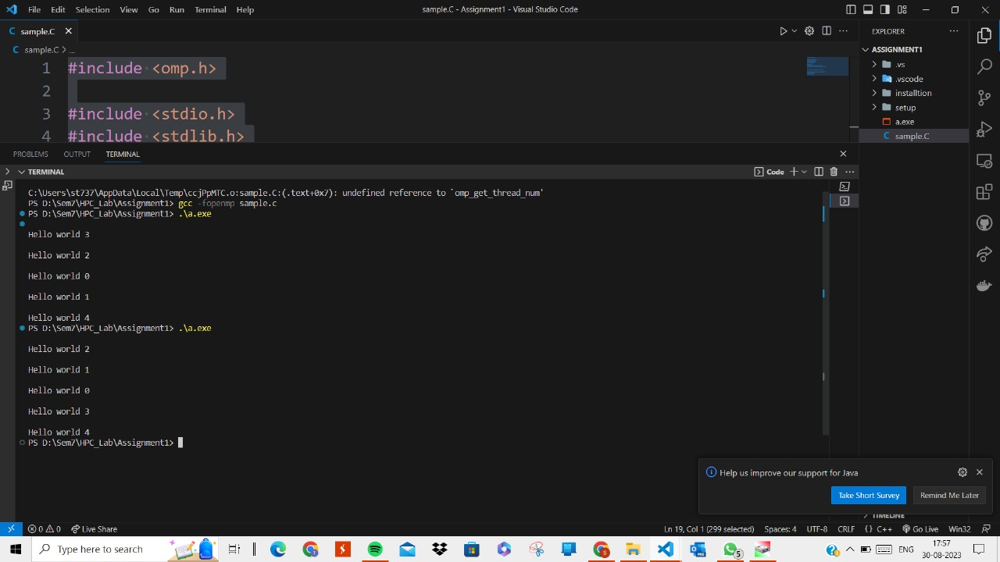 File Edit Selection View Go Run Terminal Help
sample.C - Assignment1 - Visual Studio Code
sample.C
sample.C > ...
1 #include <omp.h>
2
3 #include <stdio.h>
4 #include <stdlib.h>
EXPLORER
ASSIGNMENT1
.vs
.vscode
installtion
setup
a.exe
sample.C
PROBLEMS OUTPUT TERMINAL
TERMINAL
Code
C:\Users\st737\AppData\Local\Temp\ccjPpMTC.o:sample.C:(.text+0x7): undefined reference to `omp_get_thread_num'
PS D:\Sem7\HPC_Lab\Assignment1> gcc -fopenmp sample.C
PS D:\Sem7\HPC_Lab\Assignment1> .\a.exe
Hello world 3
Hello world 2
Hello world 0
Hello world 1
Hello world 4
PS D:\Sem7\HPC_Lab\Assignment1> .\a.exe
Hello world 2
Hello world 1
Hello world 0
Hello world 3
Hello world 4
PS D:\Sem7\HPC_Lab\Assignment1>
Help us improve our support for Java
Take Short Survey Remind Me Later
TIMELINE
0 0 Live Share
Ln 19, Col 1 (299 selected) Spaces: 4 UTF-8 CRLF {} C++ Go Live Win32
Type here to search
5
ENG
17:57
30-08-2023